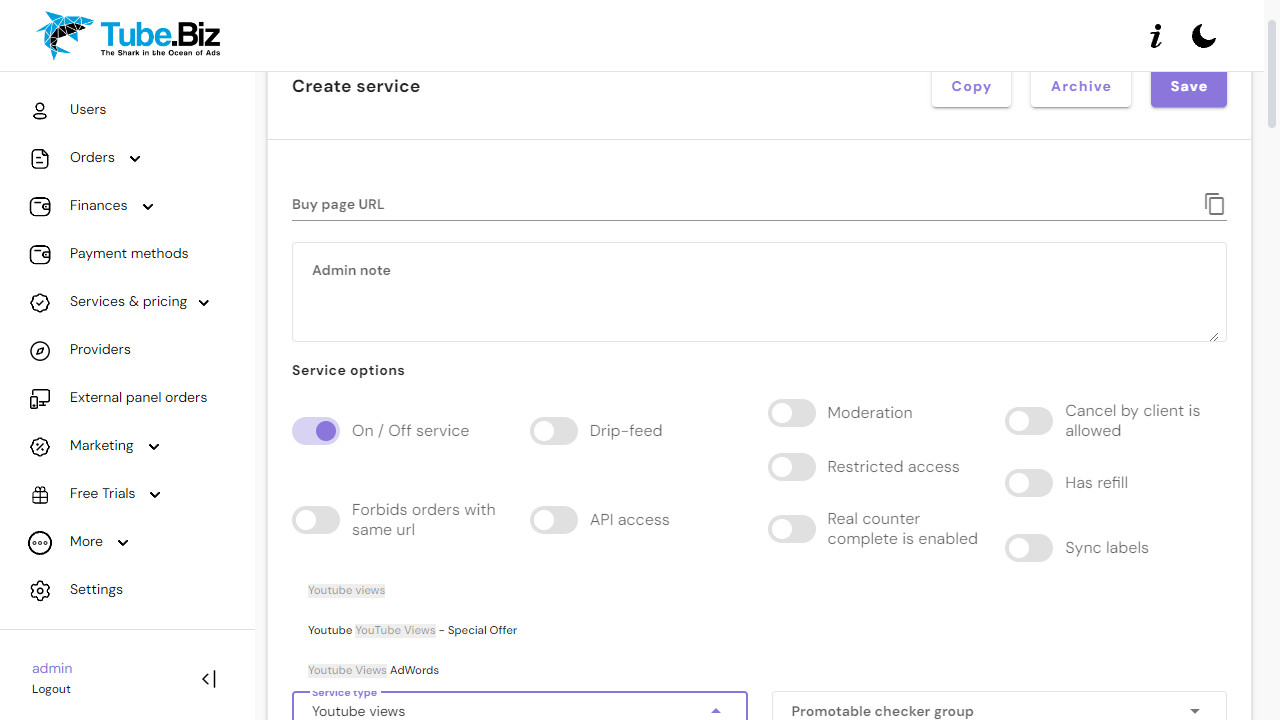 Tube.Biz
The Shark in the Ocean of Ads
Users
Orders
Finances
Payment methods
Services & pricing
Providers
External panel orders
Marketing
Free Trials
More
Settings
admin
Logout
Create service
Copy
Archive
Save
Buy page URL
Admin note
Service options
On / Off service
Drip-feed
Moderation
Cancel by client is
allowed
Restricted access
Has refill
Forbids orders with
same url
API access
Real counter
complete is enabled
Sync labels
Youtube views
Youtube YouTube Views - Special Offer
Youtube Views AdWords
Service type
Youtube views
Promotable checker group